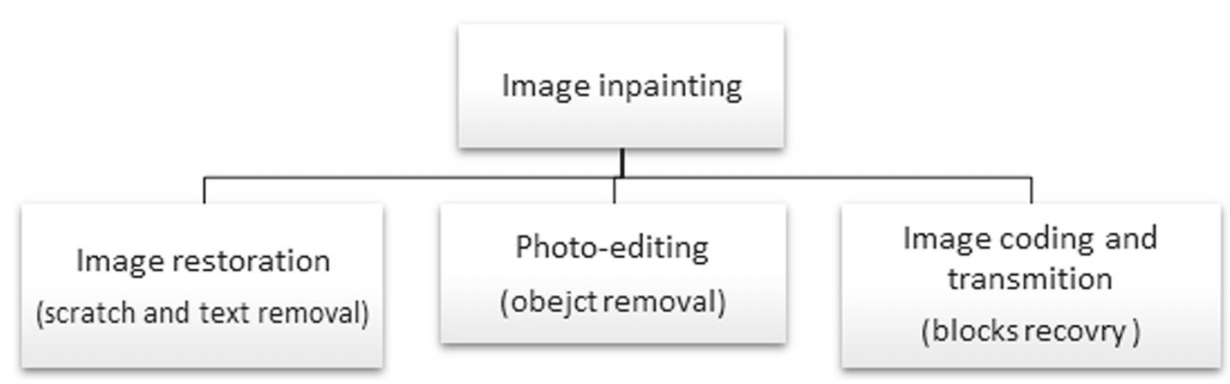 Image inpainting
Image restoration
(scratch and text removal)
Photo-editing
(obejct removal)
Image coding and
transmition
(blocks recovry )